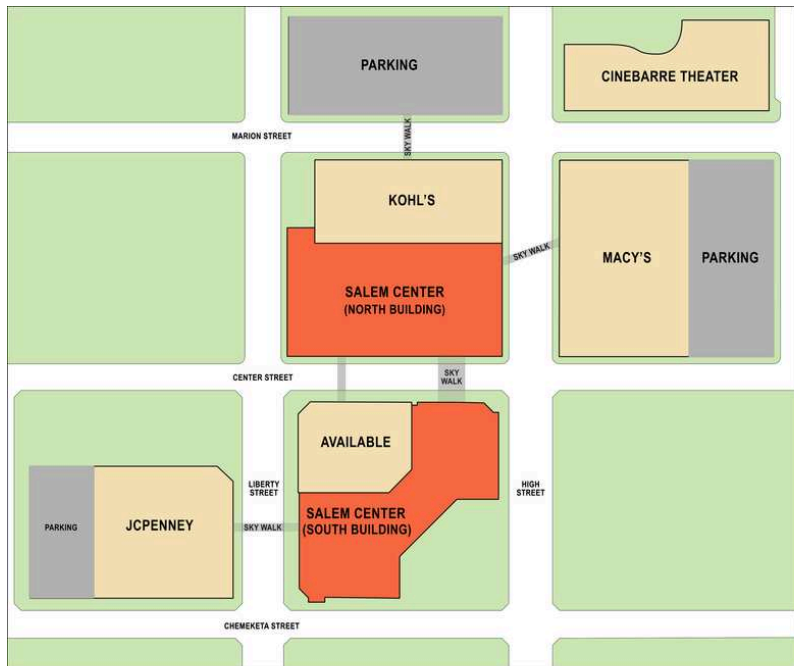 PARKING
CINEBARRE THEATER
MARION STREET
SKY WALK
KOHL'S
SKY WALK
MACY'S
PARKING
SALEM CENTER
(NORTH BUILDING)
CENTER STREET
SKY
WALK
AVAILABLE
LIBERTY
STREET
HIGH
STREET
PARKING
JCPENNEY
SKY WALK
SALEM CENTER
(SOUTH BUILDING)
CHEMEKETA STREET